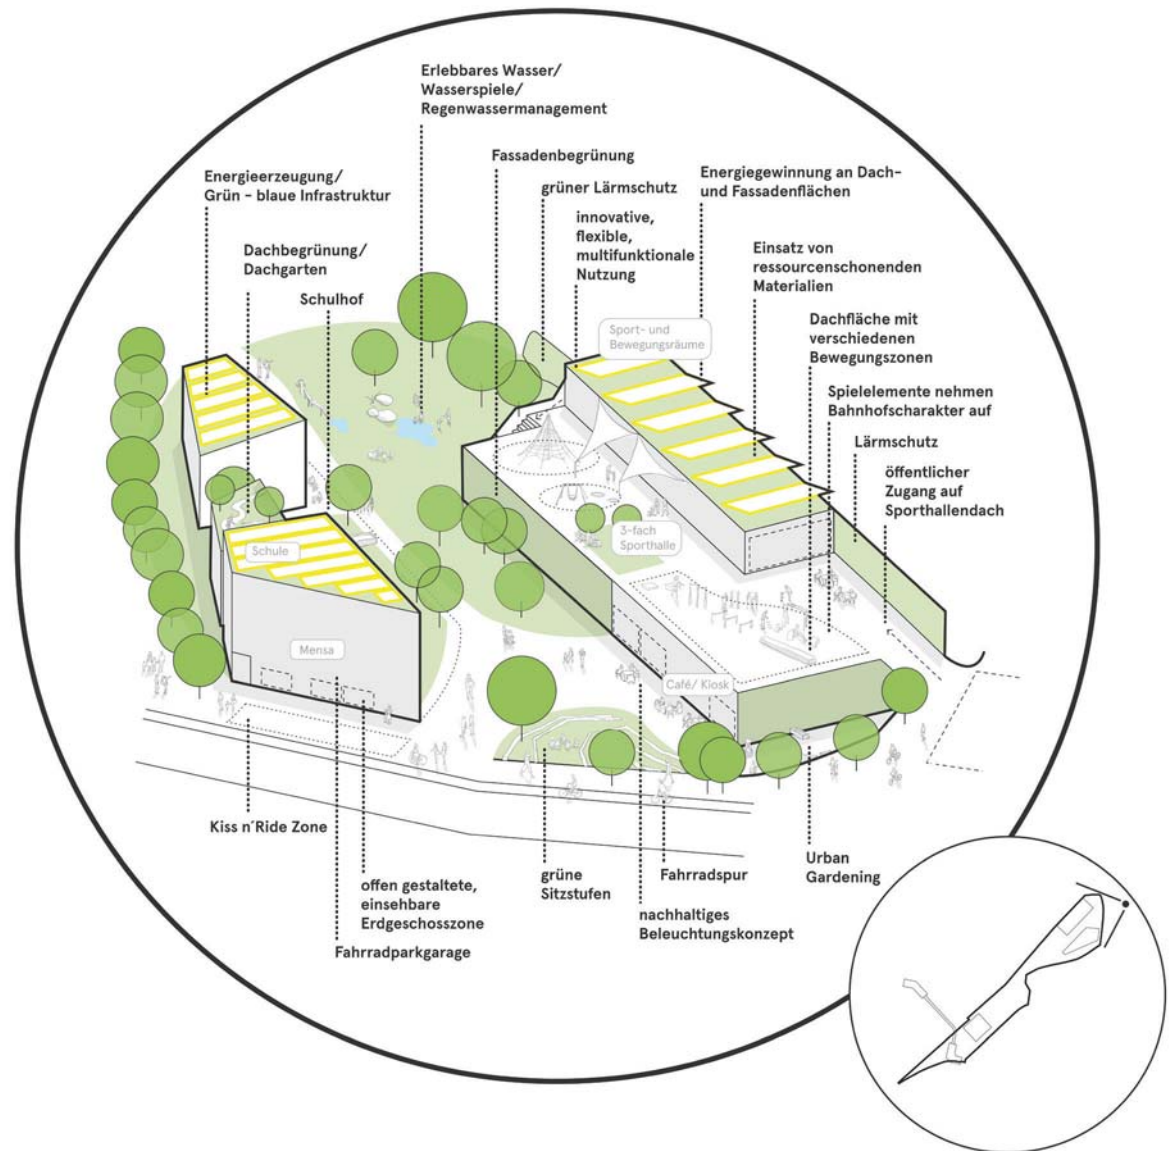 Erlebbares Wasser/
Wasserspiele/
Regenwassermanagement
Fassadenbegrünung
Energieerzeugung/
Grün - blaue Infrastruktur
grüner Lärmschutz
Energiegewinnung an Dach-
und Fassadenflächen
innovative,
flexible,
multifunktionale
Nutzung
Dachbegrünung/
Dachgarten
Einsatz von
ressourcenschonenden
Materialien
Schulhof
Dachfläche mit
verschiedenen
Bewegungszonen
Sport- und
Bewegungsräume
Spielelemente nehmen
Bahnhofscharakter auf
Lärmschutz
öffentlicher
Zugang auf
Sporthallendach
3-fach
Sporthalle
Schule
Mensa
Café/ Kiosk
Kiss n´Ride Zone
offen gestaltete,
einsehbare
Erdgeschosszone
Fahrradparkgarage
grüne
Sitzstufen
Fahrradspur
nachhaltiges
Beleuchtungskonzept
Urban
Gardening